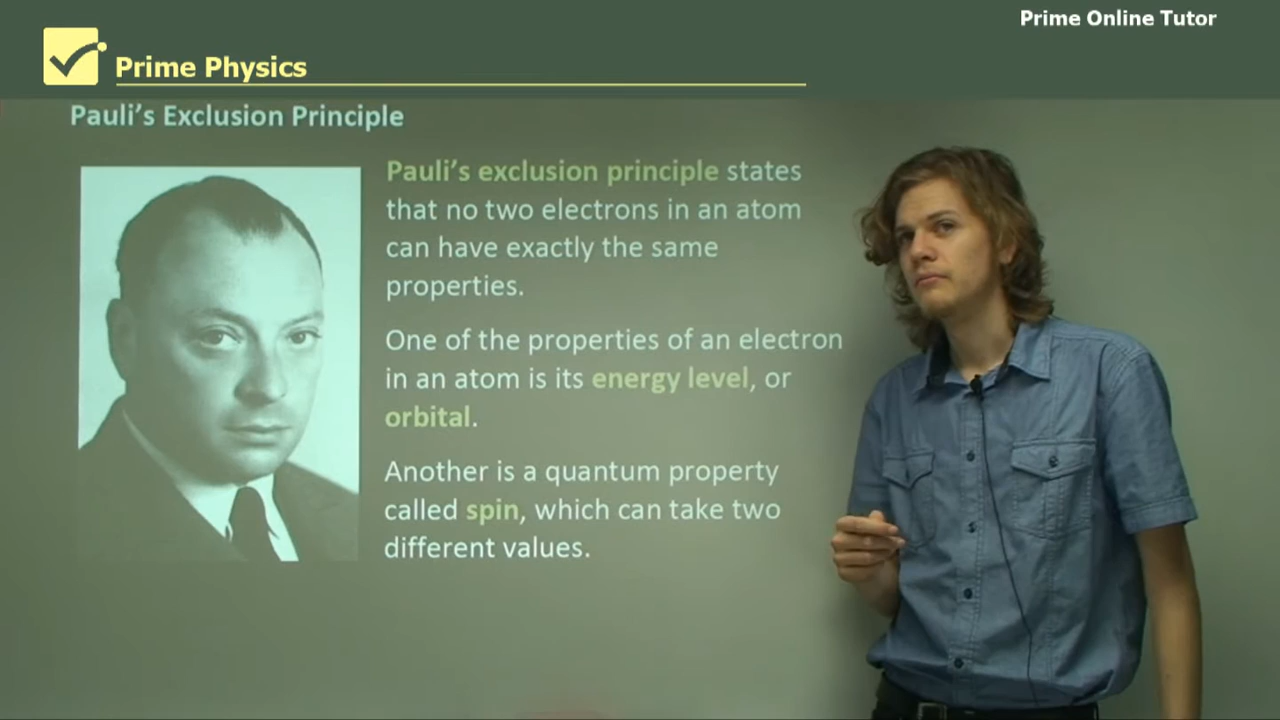 Prime Online Tutor
Prime Physics
Pauli’s Exclusion Principle
Pauli’s exclusion principle states
that no two electrons in an atom
can have exactly the same
properties.
One of the properties of an electron
in an atom is its energy level, or
orbital.
Another is a quantum property
called spin, which can take two
different values.